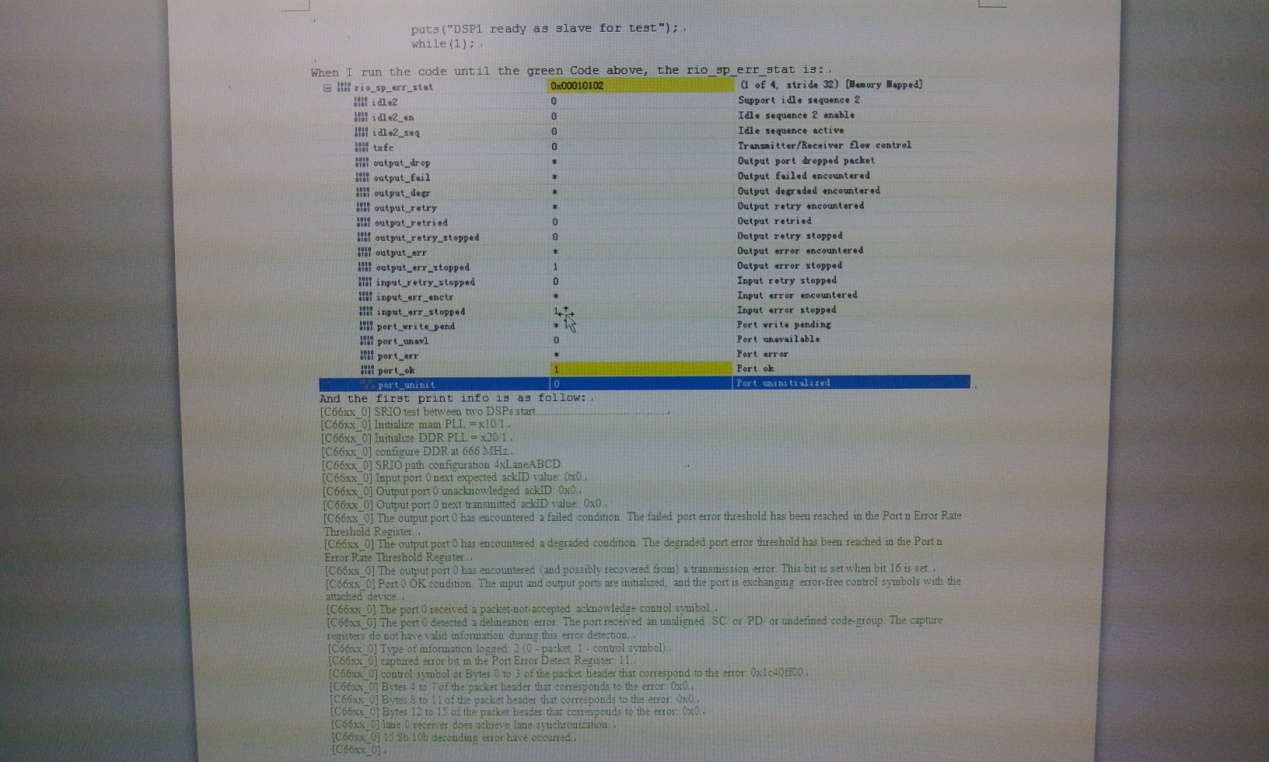 puts("DSP1 ready as slave for test");
while(1);
When I run the code until the green Code above, the rio_sp_err_stat is:
rio_sp_err_stat 0x00010102 (1 of 4, stride 32) [Memory Mapped]
idle2 0 Support idle sequence 2
idle2_en 0 Idle sequence 2 enable
idle2_seq 0 Idle sequence active
txfc 0 Transmitter/Receiver flow control
output_drop * Output port dropped packet
output_fail * Output failed encountered
output_degr * Output degraded encountered
output_retry * Output retry encountered
output_retried 0 Output retried
output_retry_stopped 0 Output retry stopped
output_err * Output error encountered
output_err_stopped 1 Output error stopped
input_retry_stopped 0 Input retry stopped
input_err_enctr * Input error encountered
input_err_stopped 1 Input error stopped
port_write_pend * Port write pending
port_unavl 0 Port unavailable
port_err * Port error
port_ok 1 Port ok
port_uninit 0 Port uninitialized
And the first print info is as follow:
[C66xx_0] SRIO test between two DSPs start
[C66xx_0] Initialize main PLL = x10/1
[C66xx_0] Initialize DDR PLL = x20/1
[C66xx_0] configure DDR at 666 MHz
[C66xx_0] SRIO path configuration 4xLaneABCD
[C66xx_0] Input port 0 next expected ackID value: 0x0
[C66xx_0] Output port 0 unacknowledged ackID: 0x0
[C66xx_0] Output port 0 next transmitted ackID value: 0x0
[C66xx_0] The output port 0 has encountered a failed condition. The failed port error threshold has been reached in the Port n Error Rate
Threshold Register.
[C66xx_0] The output port 0 has encountered a degraded condition. The degraded port error threshold has been reached in the Port n
Error Rate Threshold Register.
[C66xx_0] The output port 0 has encountered (and possibly recovered from) a transmission error. This bit is set when bit 16 is set.
[C66xx_0] Port 0 OK condition. The input and output ports are initialized, and the port is exchanging error-free control symbols with the
attached device.
[C66xx_0] The port 0 received a packet-not-accepted acknowledge control symbol.
[C66xx_0] The port 0 detected a delineation error. The port received an unaligned /SC/ or /PD/ or undefined code-group. The capture
registers do not have valid information during this error detection.
[C66xx_0] Type of information logged: 2 (0 - packet, 1 - control symbol)
[C66xx_0] captured error bit in the Port Error Detect Register: 11
[C66xx_0] control symbol or Bytes 0 to 3 of the packet header that correspond to the error: 0x1c40ff00
[C66xx_0] Bytes 4 to 7 of the packet header that corresponds to the error: 0x0
[C66xx_0] Bytes 8 to 11 of the packet header that corresponds to the error: 0x0
[C66xx_0] Bytes 12 to 15 of the packet header that corresponds to the error: 0x0
[C66xx_0] lane 0 receiver does achieve lane synchronization
[C66xx_0] 15 8b/10b deconding error have occurred
[C66xx_0]